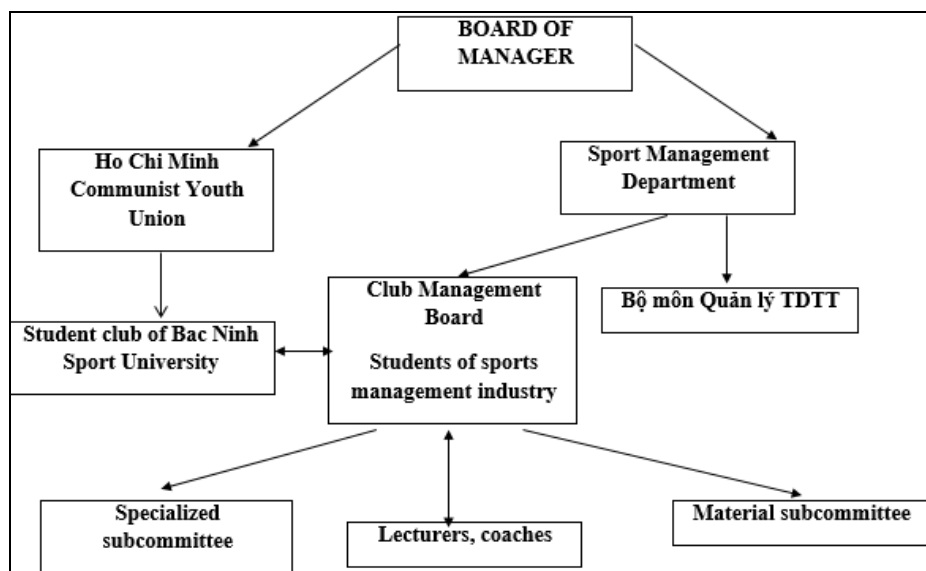 BOARD OF
MANAGER
Ho Chi Minh
Communist Youth
Union
Sport Management
Department
Club Management
Board
Students of sports
management industry
Bộ môn Quản lý TDTT
Student club of Bac Ninh
Sport University
Specialized
subcommittee
Lecturers, coaches
Material subcommittee